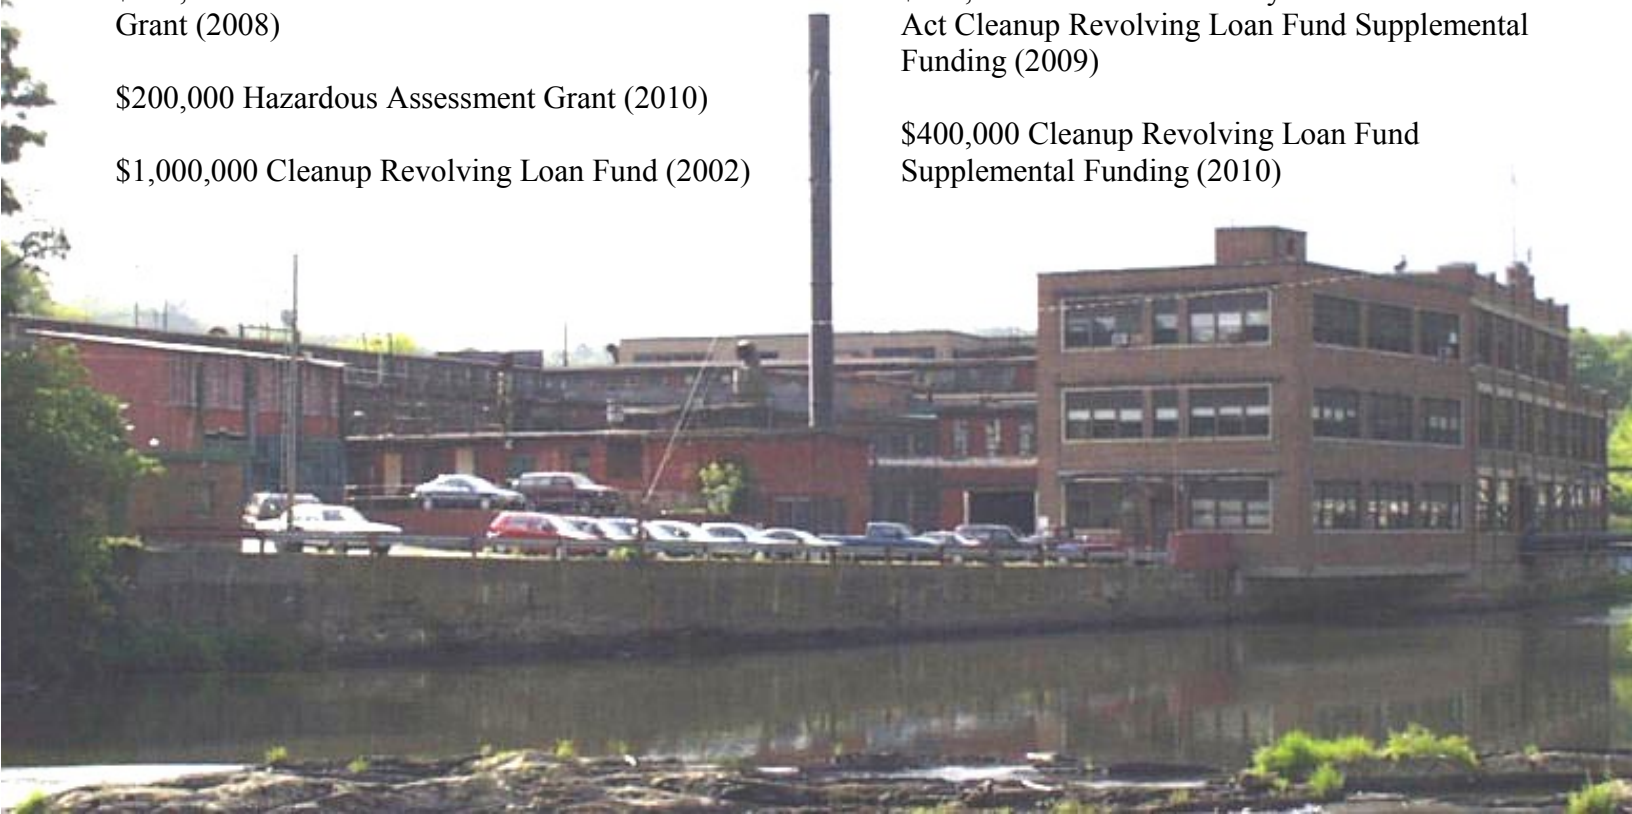 Grant (2008)
$200,000 Hazardous Assessment Grant (2010)
$1,000,000 Cleanup Revolving Loan Fund (2002)
Act Cleanup Revolving Loan Fund Supplemental
Funding (2009)
$400,000 Cleanup Revolving Loan Fund
Supplemental Funding (2010)